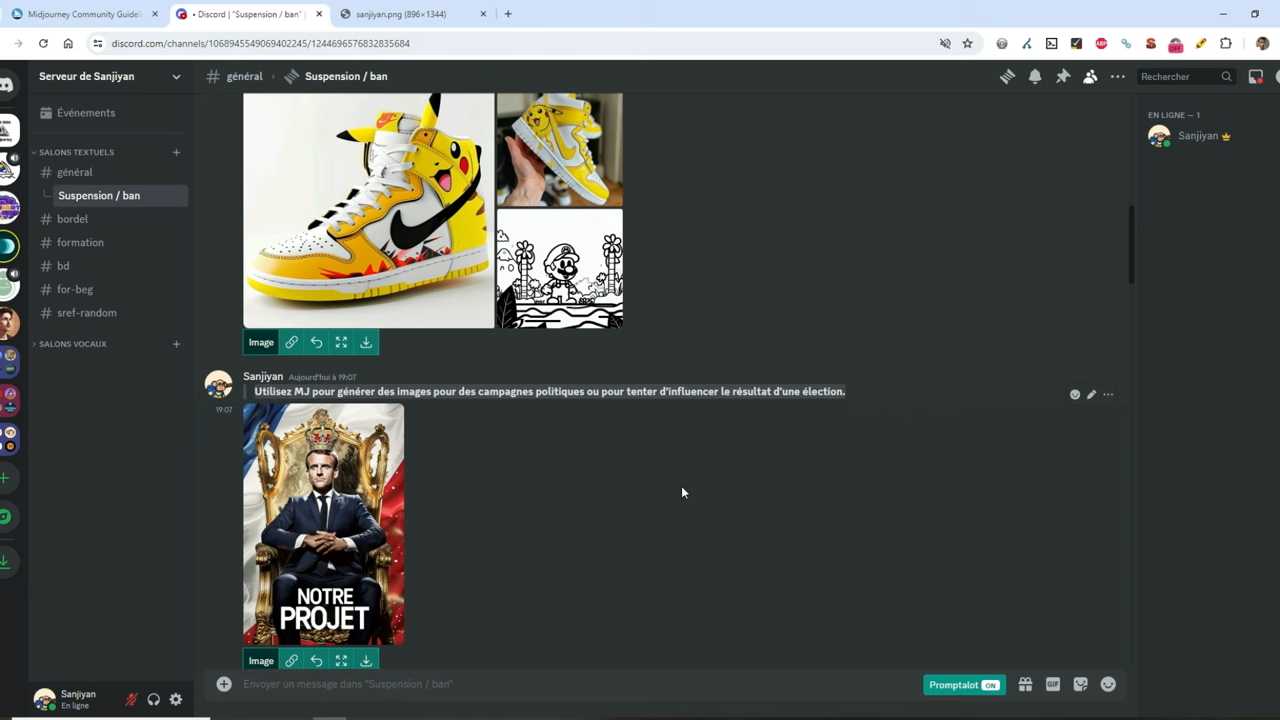 Midjourney Community Guideli
• Discord | "Suspension / ban"
sanjiyan.png (896×1344)
discord.com/channels/1068945549069402245/1244696576832835684
OFF
Serveur de Sanjiyan
général
Suspension / ban
Rechercher
Événements
EN LIGNE — 1
Sanjiyan
SALONS TEXTUELS
général
Suspension / ban
bordel
formation
bd
for-beg
sref-random
SALONS VOCAUX
Image
Sanjiyan Aujourd'hui à 19:07
Utilisez MJ pour générer des images pour des campagnes politiques ou pour tenter d'influencer le résultat d'une élection.
19:07
NOTRE
PROJET
Image
Envoyer un message dans "Suspension / ban"
Promptalot ON
GIF
Sanjiyan
En ligne